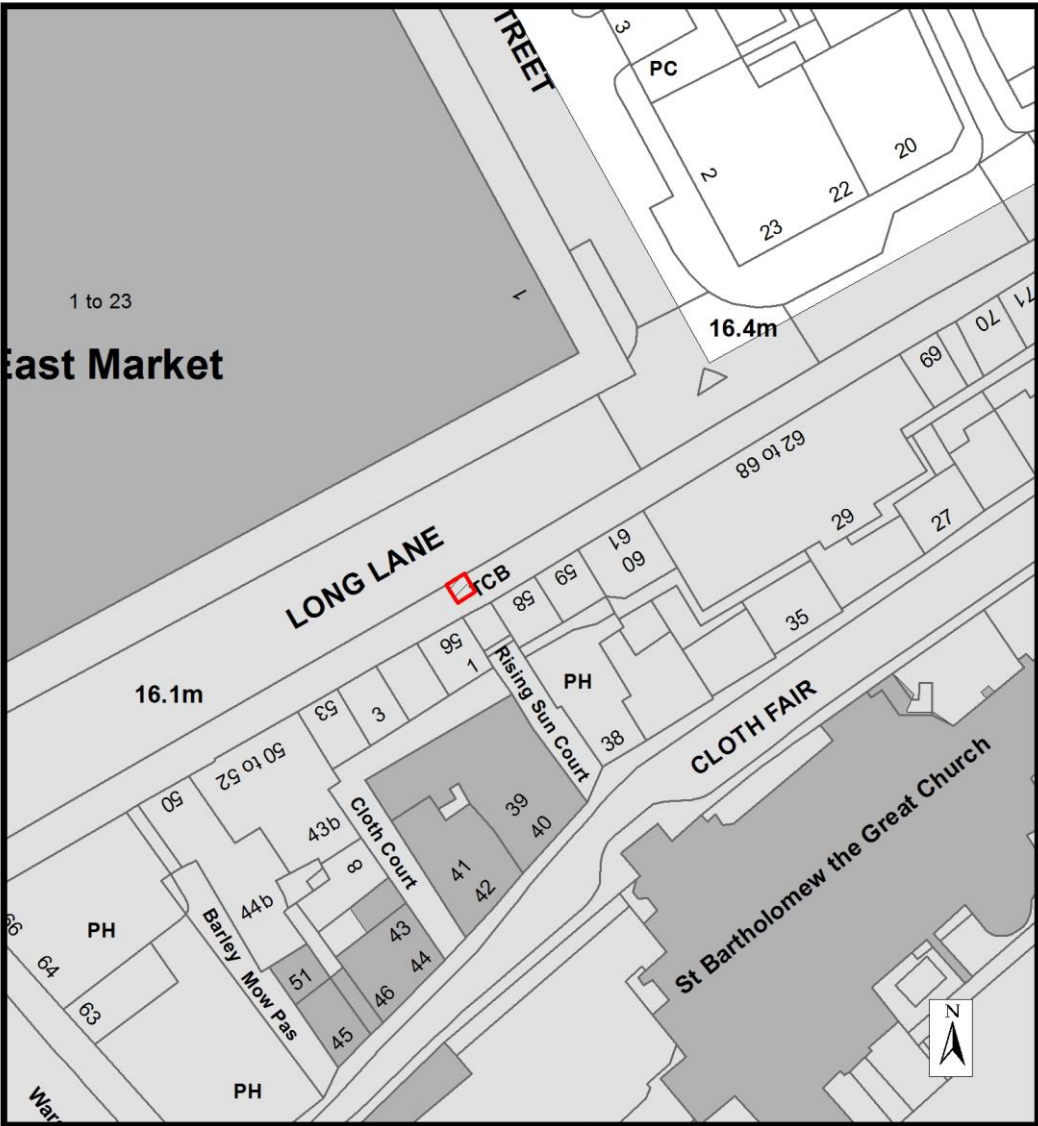 TREET
3
PC
2
20
22
23
1 to 23
1
East Market
16.4m
71
70
69
62 to 68
29
27
61
60
59
58
TCB
LONG LANE
56
1
Rising Sun Court
PH
35
38
CLOTH FAIR
16.1m
53
3
50 to 52
50
39
40
Cloth Court
43b
8
41
42
St Bartholomew the Great Church
44b
43
44
PH
66
64
63
Barley Mow Pas
51
46
45
PH
N